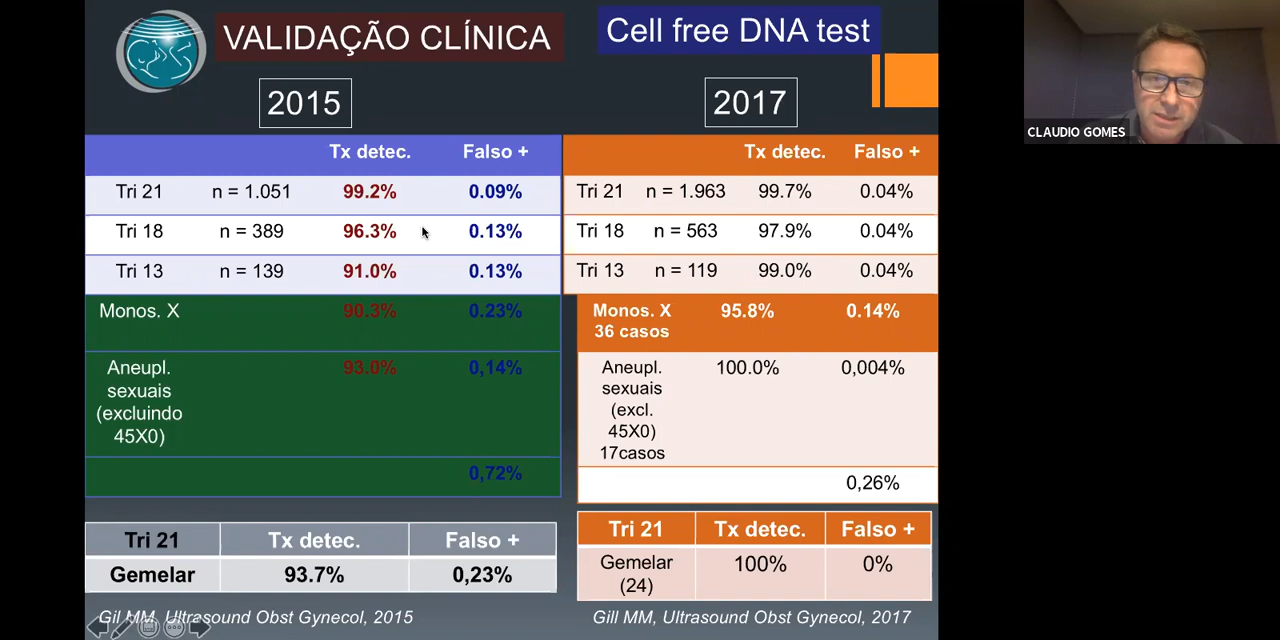 VALIDAÇÃO CLÍNICA
Cell free DNA test
2015
2017
CLAUDIO GOMES
Tx detec. Falso +
Tri 21 n = 1.051 99.2% 0.09%
Tri 18 n = 389 96.3% 0.13%
Tri 13 n = 139 91.0% 0.13%
Monos. X 90.3% 0.23%
Aneupl. 93.0% 0,14%
sexuais
(excluindo
45X0)
0,72%
Tri 21 Tx detec. Falso +
Gemelar 93.7% 0,23%
Gil MM, Ultrasound Obst Gynecol, 2015
Tx detec. Falso +
Tri 21 n = 1.963 99.7% 0.04%
Tri 18 n = 563 97.9% 0.04%
Tri 13 n = 119 99.0% 0.04%
Monos. X 95.8% 0.14%
36 casos
Aneupl. 100.0% 0,004%
sexuais
(excl.
45X0)
17casos
0,26%
Tri 21 Tx detec. Falso +
Gemelar 100% 0%
(24)
Gill MM, Ultrasound Obst Gynecol, 2017